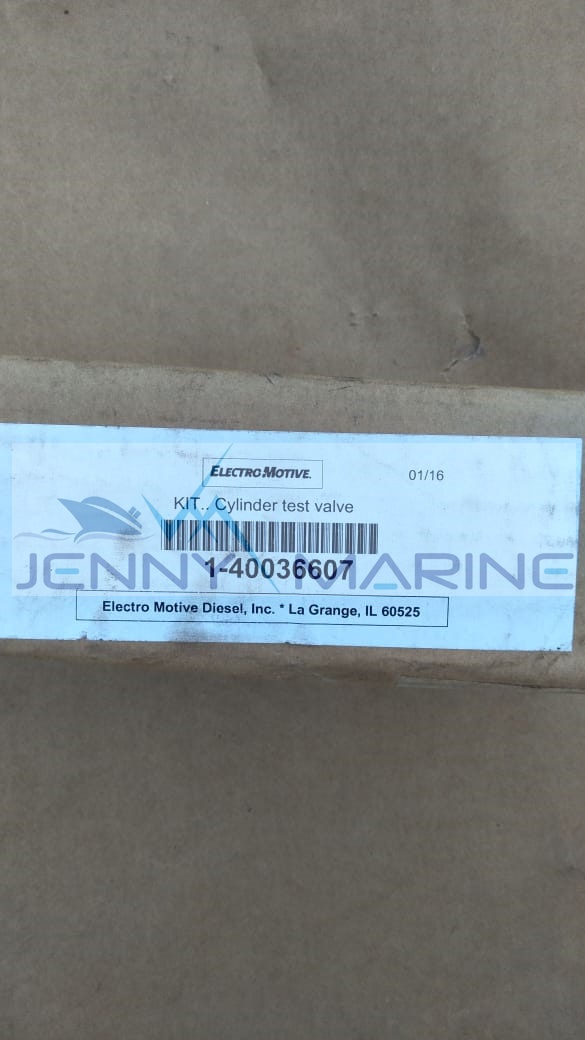 ELECTRO-MOTIVE.
01/16
KIT.. Cylinder test valve
JENNY MARINE
1-40036607
Electro Motive Diesel, Inc. * La Grange, IL 60525